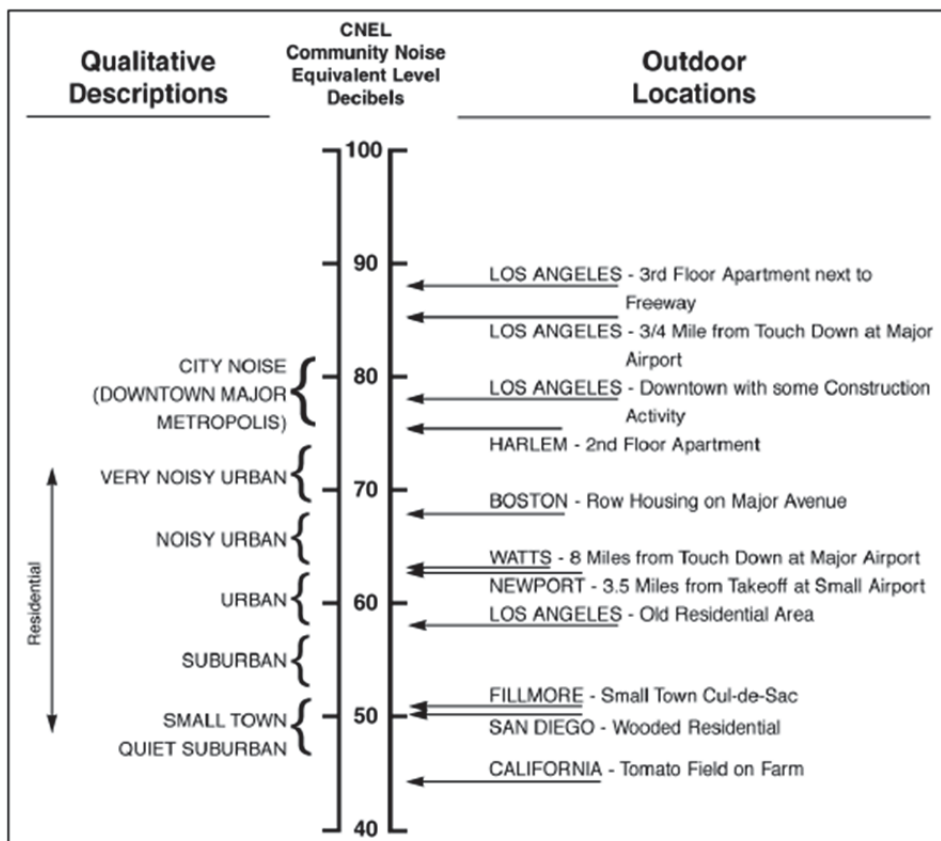 Qualitative
Descriptions
CNEL
Community Noise
Equivalent Level
Decibels
Outdoor
Locations
100
90
80
70
60
50
40
CITY NOISE
(DOWNTOWN MAJOR
METROPOLIS)
VERY NOISY URBAN
NOISY URBAN
URBAN
SUBURBAN
SMALL TOWN
QUIET SUBURBAN
Residential
LOS ANGELES - 3rd Floor Apartment next to
Freeway
LOS ANGELES - 3/4 Mile from Touch Down at Major
Airport
LOS ANGELES - Downtown with some Construction
Activity
HARLEM - 2nd Floor Apartment
BOSTON - Row Housing on Major Avenue
WATTS - 8 Miles from Touch Down at Major Airport
NEWPORT - 3.5 Miles from Takeoff at Small Airport
LOS ANGELES - Old Residential Area
FILLMORE - Small Town Cul-de-Sac
SAN DIEGO - Wooded Residential
CALIFORNIA - Tomato Field on Farm